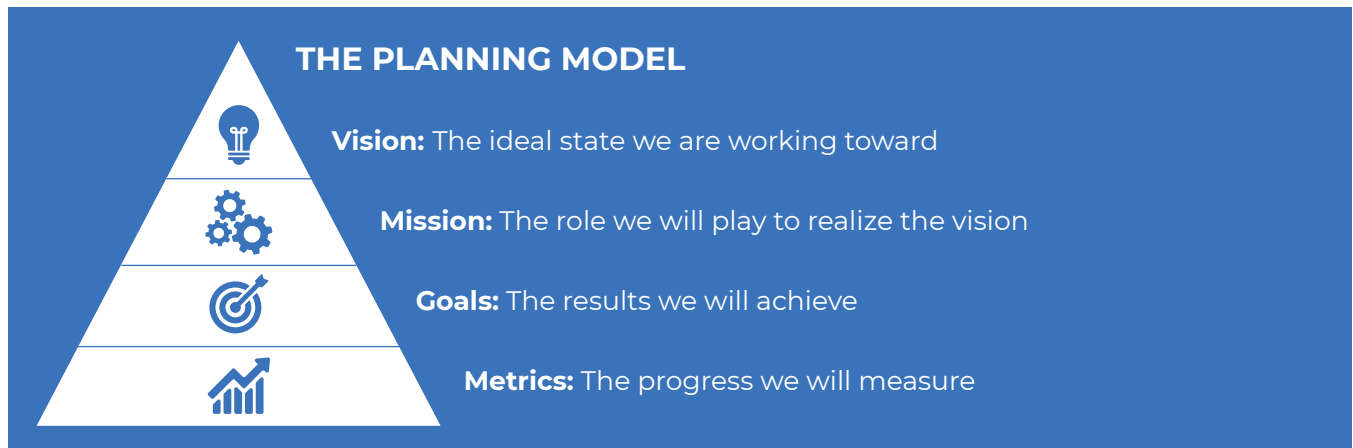 THE PLANNING MODEL
Vision: The ideal state we are working toward
Mission: The role we will play to realize the vision
Goals: The results we will achieve
Metrics: The progress we will measure